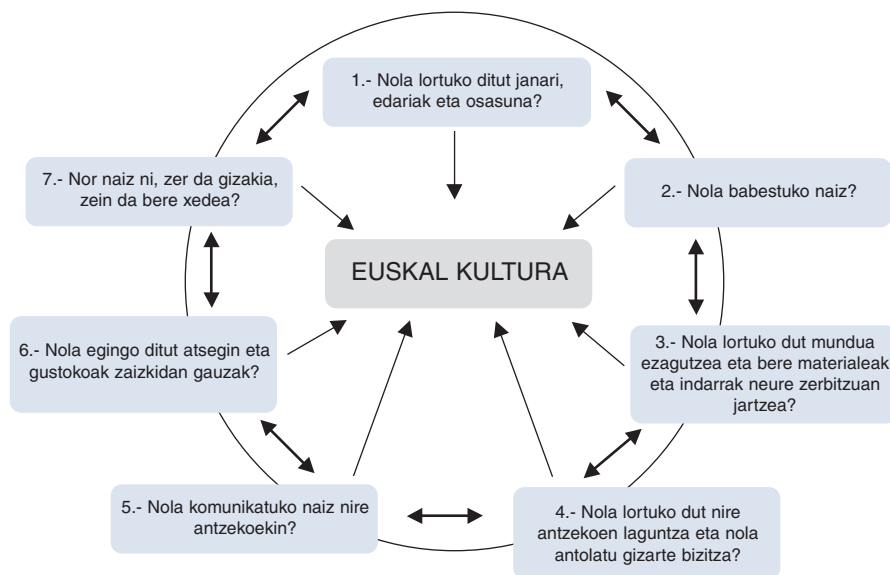 1.- Nola lortuko ditut janari,
edariak eta osasuna?
7.- Nor naiz ni, zer da gizakia,
zein da bere xedea?
2.- Nola babestuko naiz?
EUSKAL KULTURA
6.- Nola egingo ditut atsegin eta
gustokoak zaizkidan gauzak?
3.- Nola lortuko dut mundua
ezagutzea eta bere materialeak
eta indarrak neure zerbitzuan
jartzea?
5.- Nola komunikatuko naiz nire
antzekoekin?
4.- Nola lortuko dut nire
antzekoen laguntza eta nola
antolatu gizarte bizitza?